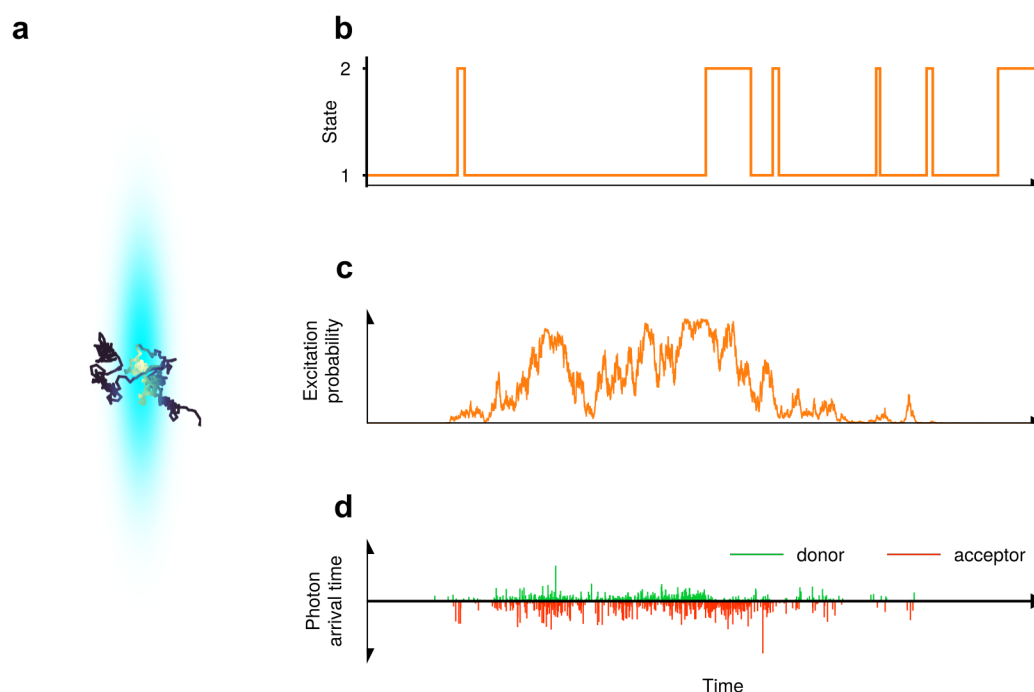 a
b
2
State
1
c
Excitation
probability
d
donor
acceptor
Photon
arrival time
Time